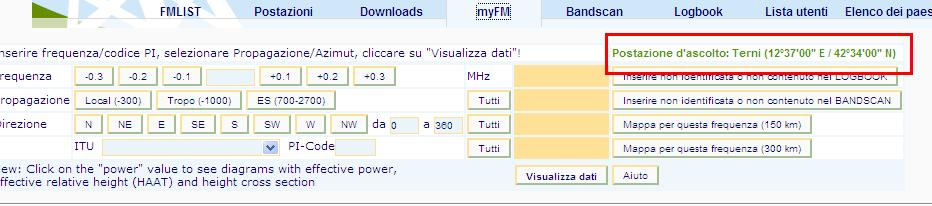 FMLIST Postazioni Downloads myFM Bandscan Logbook Lista utenti Elenco dei paes
nserire frequenza/codice PI, selezionare Propagazione/Azimut, cliccare su "Visualizza dati"! Postazione d'ascolto: Terni (12°37'00" E / 42°34'00" N)
requenza -0.3 -0.2 -0.1 +0.1 +0.2 +0.3 MHz Inserire non identificata o non contenuto nel LOGBOOK
ropagazione Local (-300) Tropo (-1000) ES (700-2700) Tutti Inserire non identificata o non contenuto nel BANDSCAN
irezione N NE E SE S SW W NW da 0 a 360 Tutti Mappa per questa frequenza (150 km)
ITU PI-Code Tutti Mappa per questa frequenza (300 km)
ew: Click on the "power" value to see diagrams with effective power,
ffective relative height (HAAT) and height cross section
Visualizza dati Aiuto